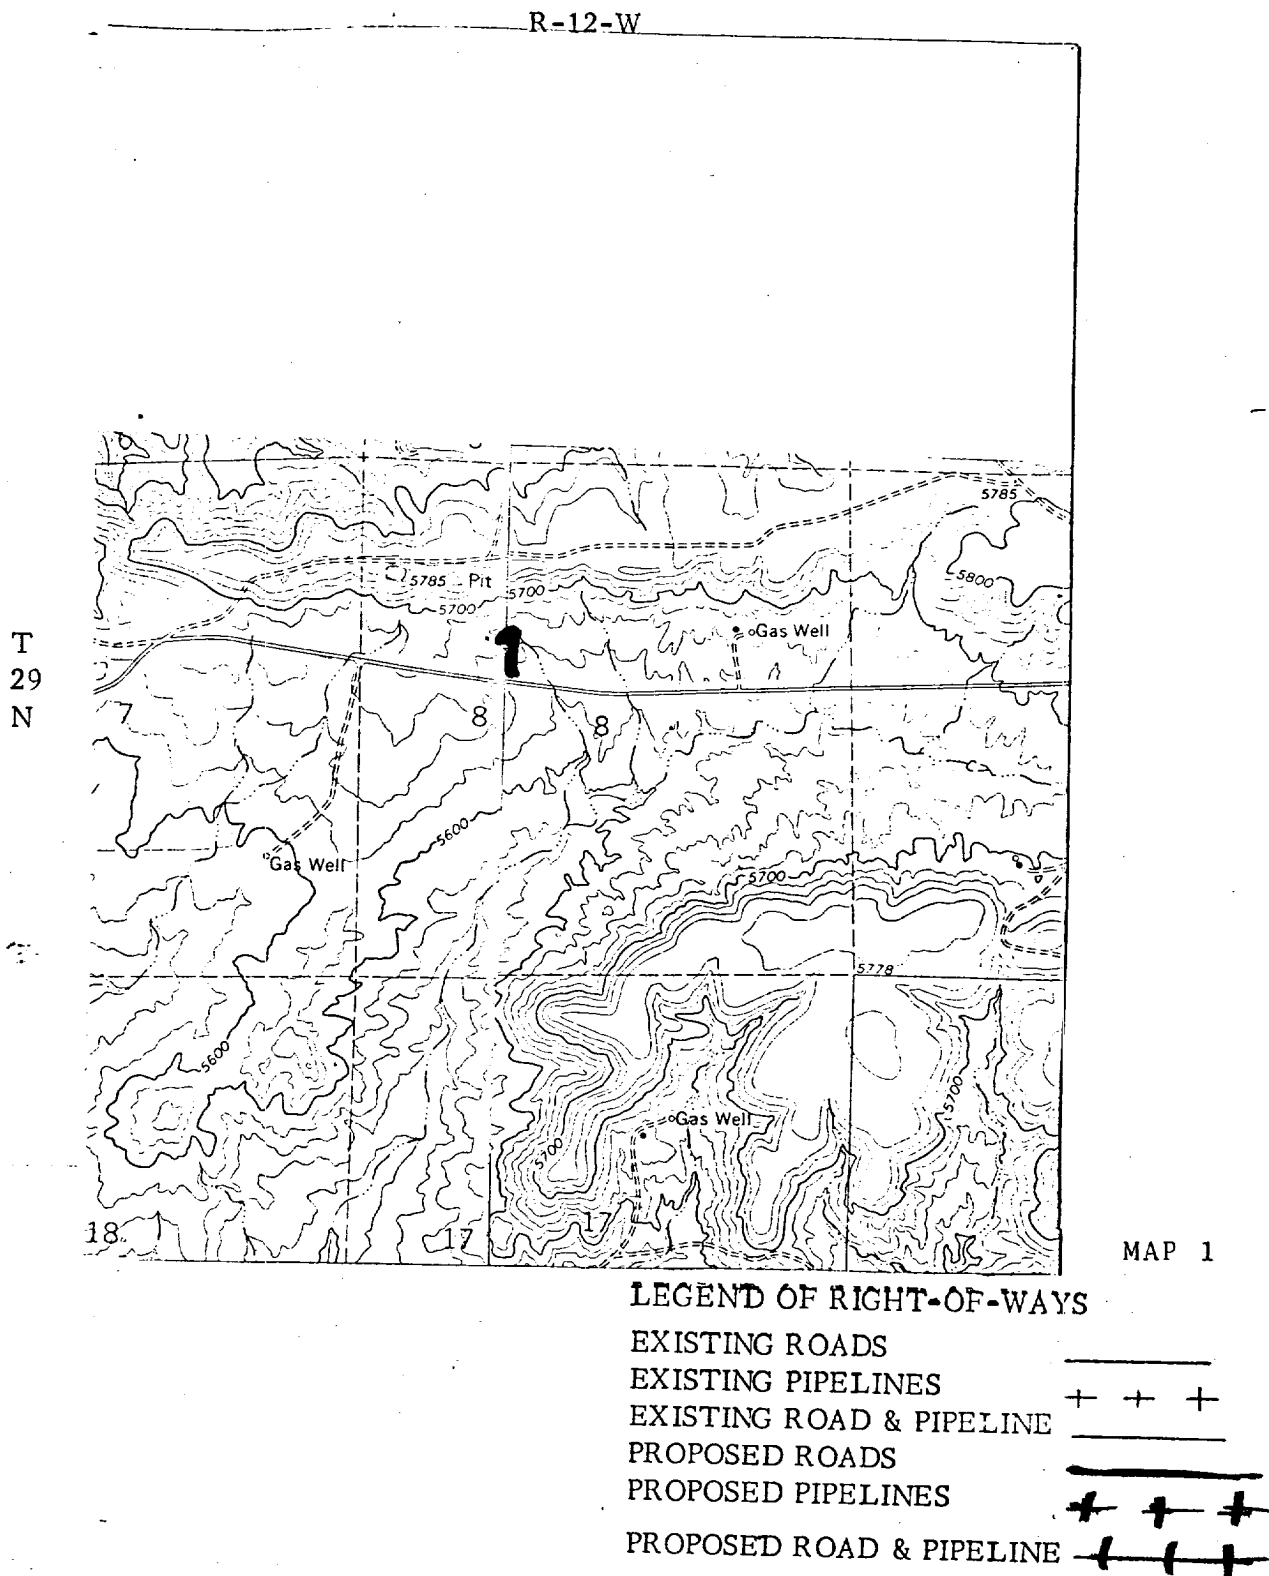 R-12-W
5785
5785 Pit
5700
5700
5800
Gas Well
1
T
29
N
7
8
8
5600
Gas Well
5700
5778
5600
5700
Gas Well
5700
18
17
17
MAP 1
LEGEND OF RIGHT-OF-WAYS
EXISTING ROADS
EXISTING PIPELINES
EXISTING ROAD & PIPELINE
PROPOSED ROADS
PROPOSED PIPELINES
PROPOSED ROAD & PIPELINE